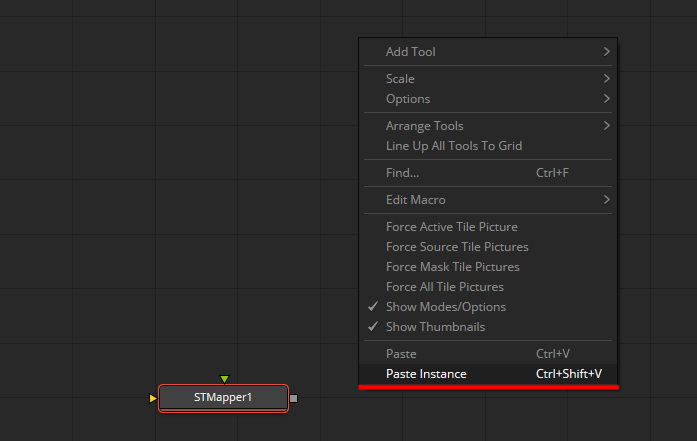 Add Tool
Scale
Options
Arrange Tools
Line Up All Tools To Grid
Find... Ctrl+F
Edit Macro
Force Active Tile Picture
Force Source Tile Pictures
Force Mask Tile Pictures
Force All Tile Pictures
Show Modes/Options
Show Thumbnails
Paste Ctrl+V
Paste Instance Ctrl+Shift+V
STMapper1